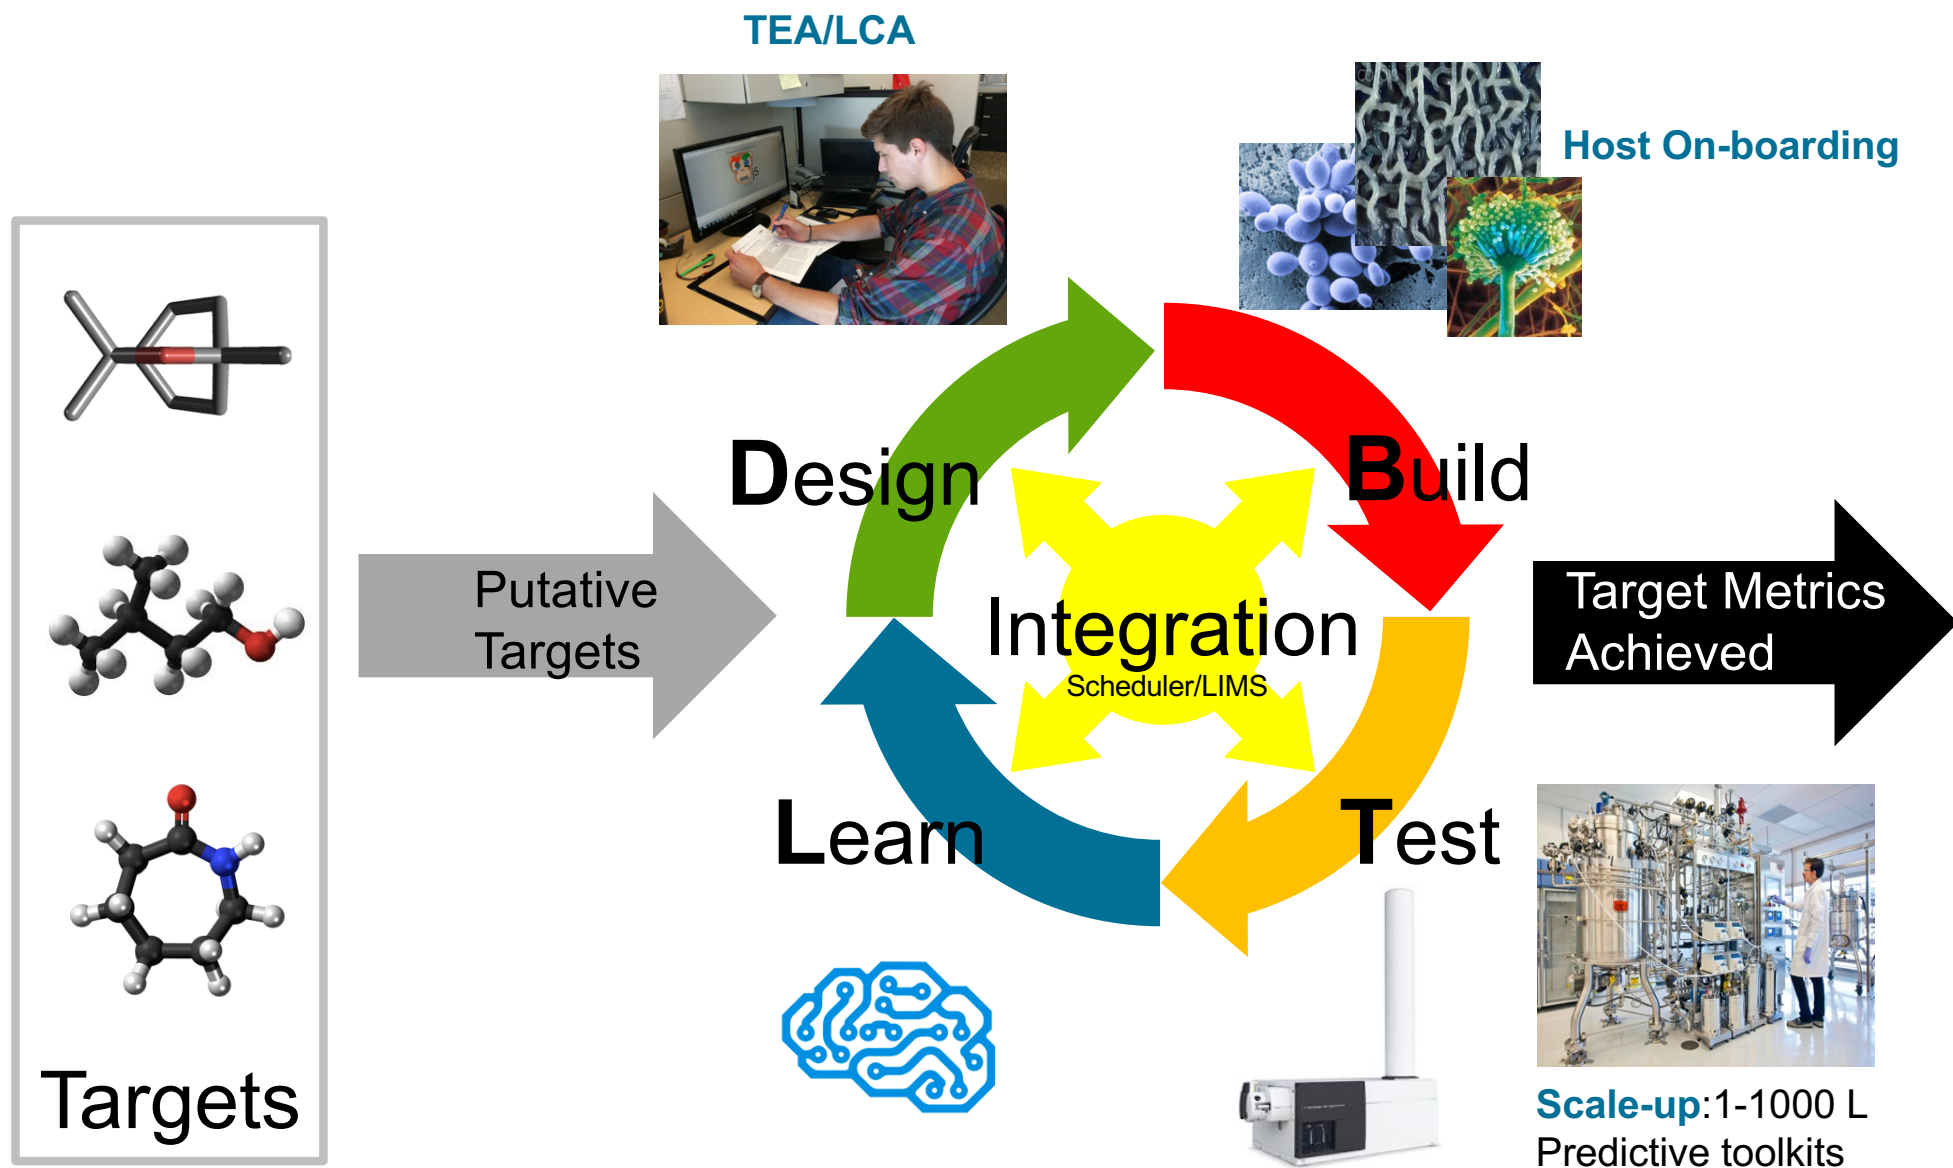 TEA/LCA
Host On-boarding
Design
Build
Putative
Targets
Integration
Scheduler/LIMS
Target Metrics
Achieved
Learn
Test
Targets
Scale-up:1-1000 L
Predictive toolkits